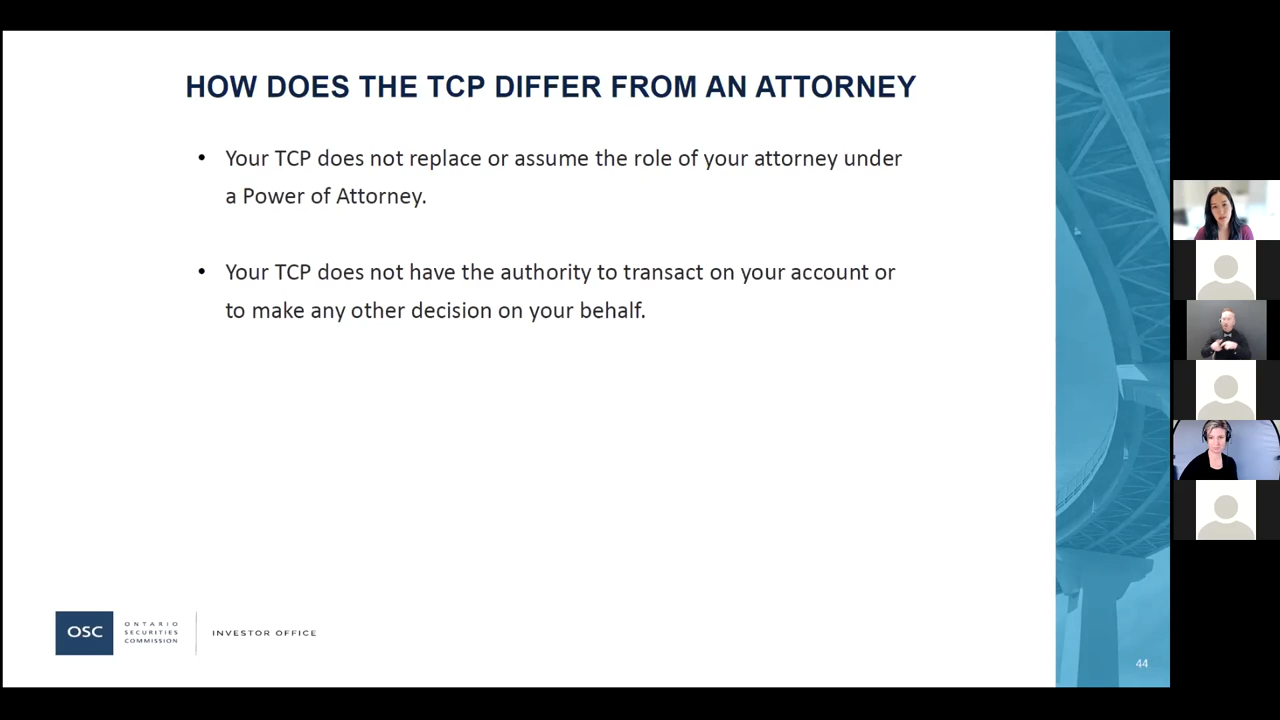 HOW DOES THE TCP DIFFER FROM AN ATTORNEY
• Your TCP does not replace or assume the role of your attorney under
a Power of Attorney.
• Your TCP does not have the authority to transact on your account or
to make any other decision on your behalf.
OSC
ONTARIO
SECURITIES
COMMISSION
INVESTOR OFFICE
44